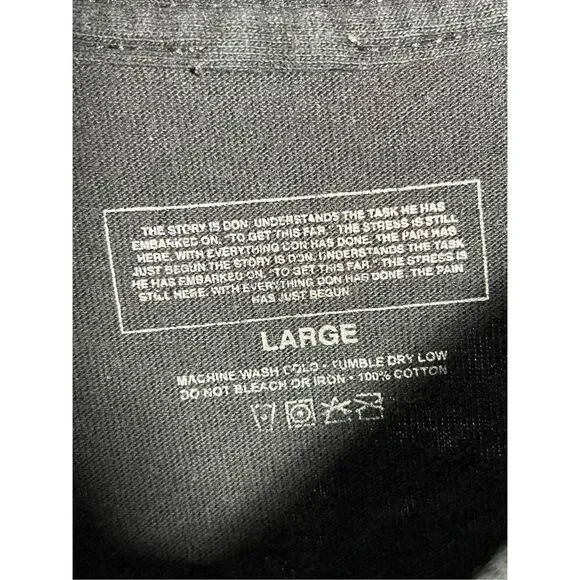 THE STORY IS DON. UNDERSTANDS THE TASK HE HAS
EMBARKED ON, "TO GET THIS FAR." THE STRESS IS STILL
HERE. WITH EVERYTHING DON HAS DONE. THE PAIN HAS
JUST BEGUN. THE STORY IS DON. UNDERSTANDS THE TASK
HE HAS EMBARKED ON. "TO GET THIS FAR." THE STRESS IS
STILL HERE. WITH EVERYTHING DON HAS DONE. THE PAIN
HAS JUST BEGUN.
LARGE
MACHINE WASH COLD • TUMBLE DRY LOW
DO NOT BLEACH OR IRON • 100% COTTON